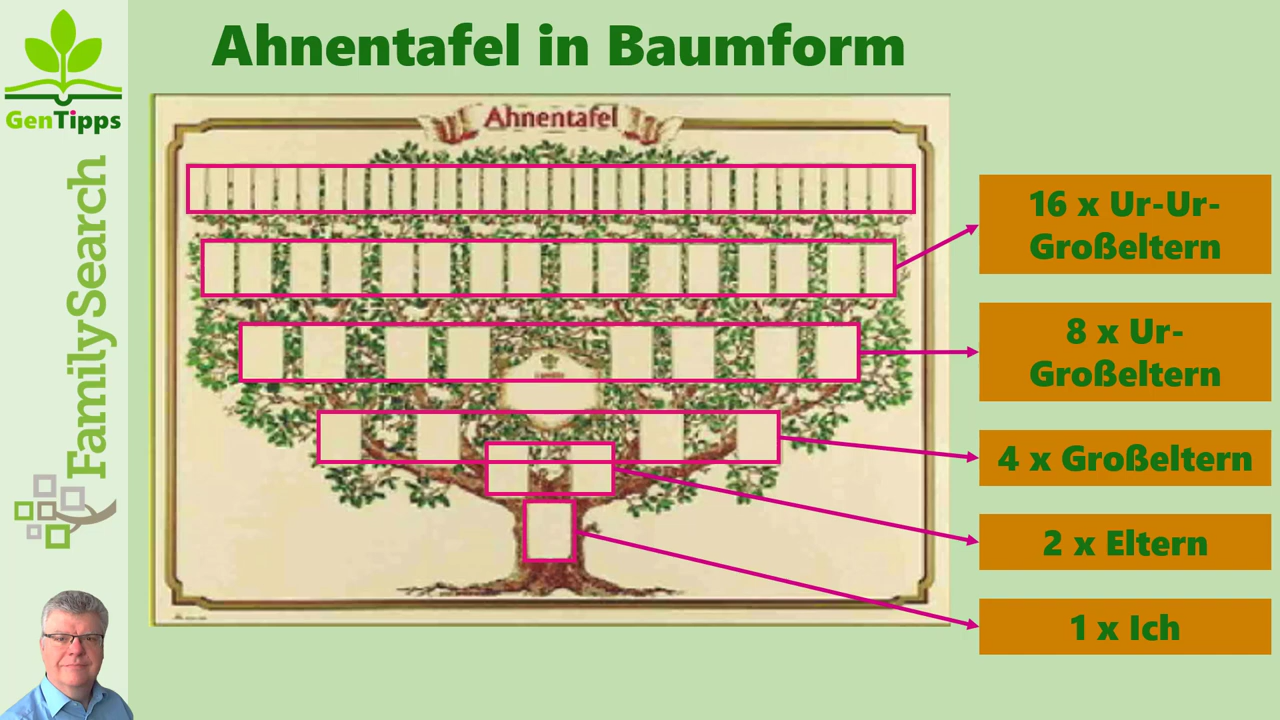 Ahnentafel in Baumform
GenTipps
FamilySearch
Ahnentafel
16 x Ur-Ur-
Großeltern
8 x Ur-
Großeltern
4 x Großeltern
2 x Eltern
1 x Ich